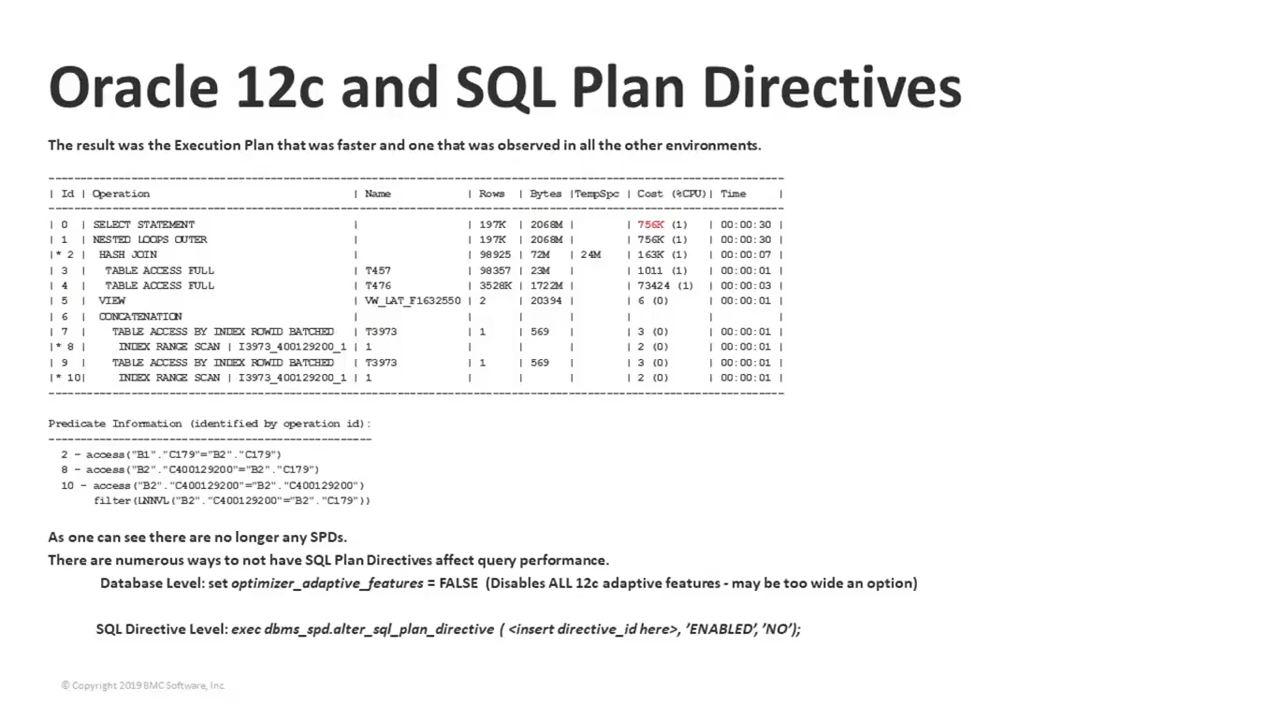 Oracle 12c and SQL Plan Directives
The result was the Execution Plan that was faster and one that was observed in all the other environments.
--------------------------------------------------------------------------------------------------------------
| Id | Operation | Name | Rows | Bytes |TempSpc | Cost (%CPU)| Time |
--------------------------------------------------------------------------------------------------------------
| 0 | SELECT STATEMENT | | 197K | 2068M | | 756K (1) | 00:00:30 |
| 1 | NESTED LOOPS OUTER | | 197K | 2068M | | 756K (1) | 00:00:30 |
|* 2 | HASH JOIN | | 98925 | 72M | 24M | 163K (1) | 00:00:07 |
| 3 | TABLE ACCESS FULL | T457 | 98357 | 23M | | 1011 (1) | 00:00:01 |
| 4 | TABLE ACCESS FULL | T476 | 3528K | 1722M | | 73424 (1) | 00:00:03 |
| 5 | VIEW | VW_LAT_F1632550 | 2 | 20394 | | 6 (0) | 00:00:01 |
| 6 | CONCATENATION | | | | | | |
| 7 | TABLE ACCESS BY INDEX ROWID BATCHED | T3973 | 1 | 569 | | 3 (0) | 00:00:01 |
|* 8 | INDEX RANGE SCAN | I3973_400129200_1 | 1 | | | | 2 (0) | 00:00:01 |
| 9 | TABLE ACCESS BY INDEX ROWID BATCHED | T3973 | 1 | 569 | | 3 (0) | 00:00:01 |
|* 10| INDEX RANGE SCAN | I3973_400129200_1 | 1 | | | | 2 (0) | 00:00:01 |
--------------------------------------------------------------------------------------------------------------
Predicate Information (identified by operation id):
---------------------------------------------------
2 - access("B1"."C179"="B2"."C179")
8 - access("B2"."C400129200"="B2"."C179")
10 - access("B2"."C400129200"="B2"."C400129200")
filter(LNNVL("B2"."C400129200"="B2"."C179"))
As one can see there are no longer any SPDs.
There are numerous ways to not have SQL Plan Directives affect query performance.
Database Level: set optimizer_adaptive_features = FALSE (Disables ALL 12c adaptive features - may be too wide an option)
SQL Directive Level: exec dbms_spd.alter_sql_plan_directive ( <insert directive_id here>, 'ENABLED', 'NO');
© Copyright 2019 BMC Software, Inc.